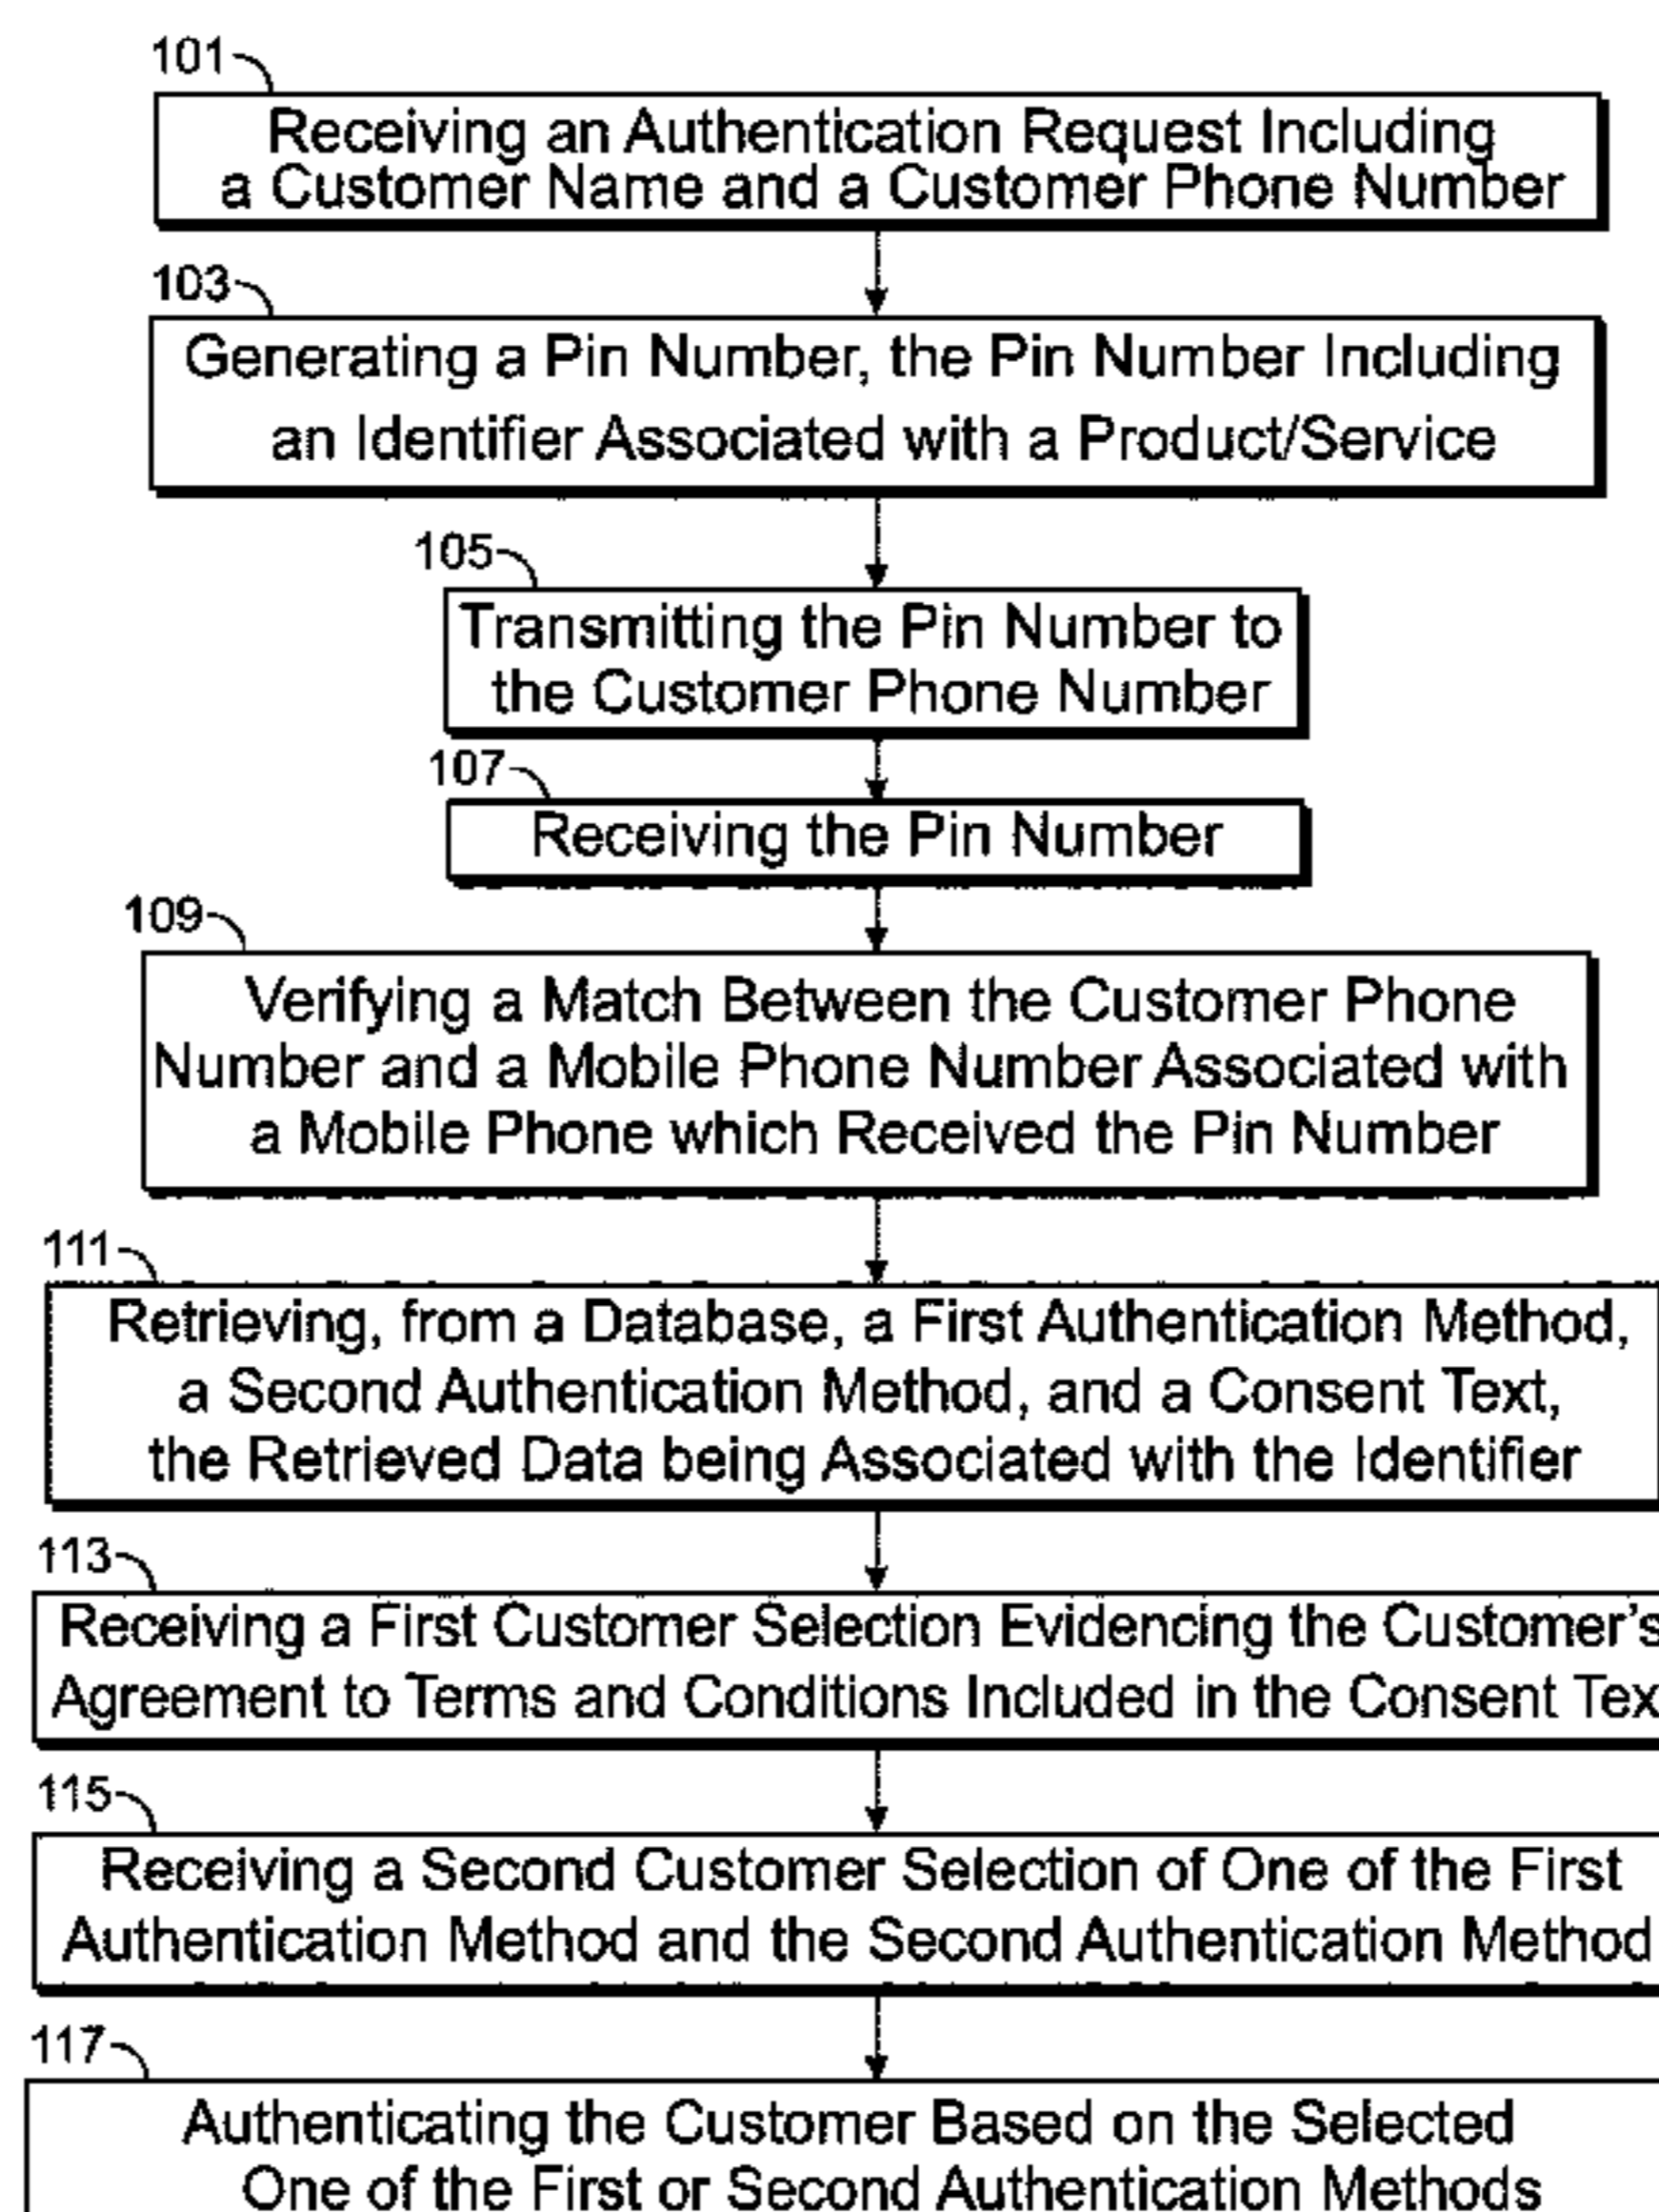 101
Receiving an Authentication Request Including
a Customer Name and a Customer Phone Number
103
Generating a Pin Number, the Pin Number Including
an Identifier Associated with a Product/Service
105
Transmitting the Pin Number to
the Customer Phone Number
107
Receiving the Pin Number
109
Verifying a Match Between the Customer Phone
Number and a Mobile Phone Number Associated with
a Mobile Phone which Received the Pin Number
111
Retrieving, from a Database, a First Authentication Method,
a Second Authentication Method, and a Consent Text,
the Retrieved Data being Associated with the Identifier
113
Receiving a First Customer Selection Evidencing the Customer's
Agreement to Terms and Conditions Included in the Consent Tex
115
Receiving a Second Customer Selection of One of the First
Authentication Method and the Second Authentication Method
117
Authenticating the Customer Based on the Selected
One of the First or Second Authentication Methods